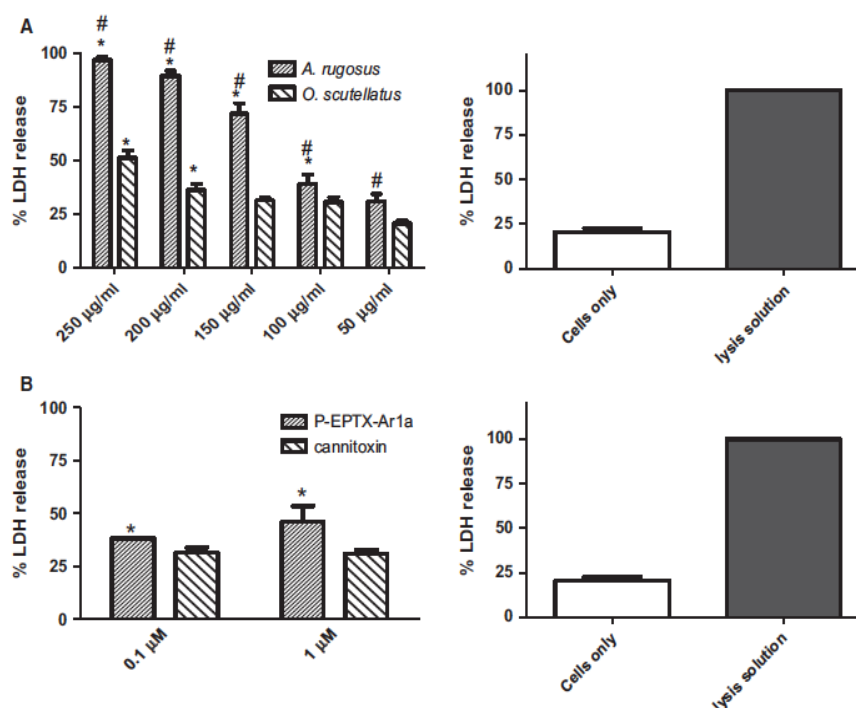 A
% LDH release
100
75
50
25
0
# * # * # * # * #
* *
A. rugosus
O. scutellatus
250 µg/ml
200 µg/ml
150 µg/ml
100 µg/ml
50 µg/ml
% LDH release
100
75
50
25
0
Cells only
lysis solution
B
% LDH release
100
75
50
25
0
* *
P-EPTX-Ar1a
cannitoxin
0.1 µM
1 µM
% LDH release
100
75
50
25
0
Cells only
lysis solution